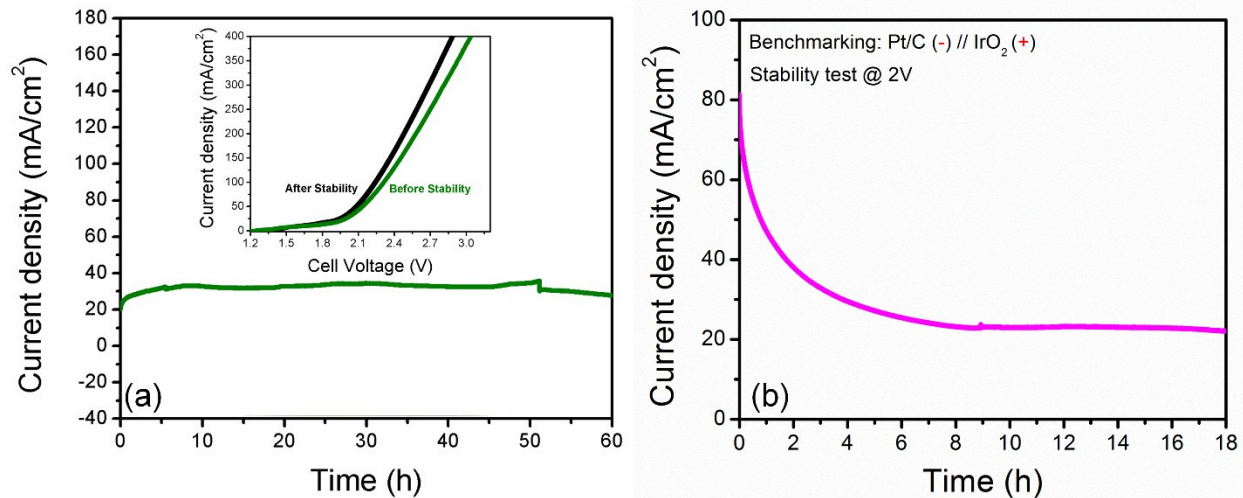 180
160
140
120
100
80
60
40
20
0
-20
-40
Current density (mA/cm²)
0 10 20 30 40 50 60
Time (h)
(a)
400
350
300
250
200
150
100
50
0
Current density (mA/cm²)
After Stability
Before Stability
1.2 1.5 1.8 2.1 2.4 2.7 3.0
Cell Voltage (V)
100
80
60
40
20
0
Current density (mA/cm²)
Benchmarking: Pt/C (-) // IrO₂ (+)
Stability test @ 2V
(b)
0 2 4 6 8 10 12 14 16 18
Time (h)